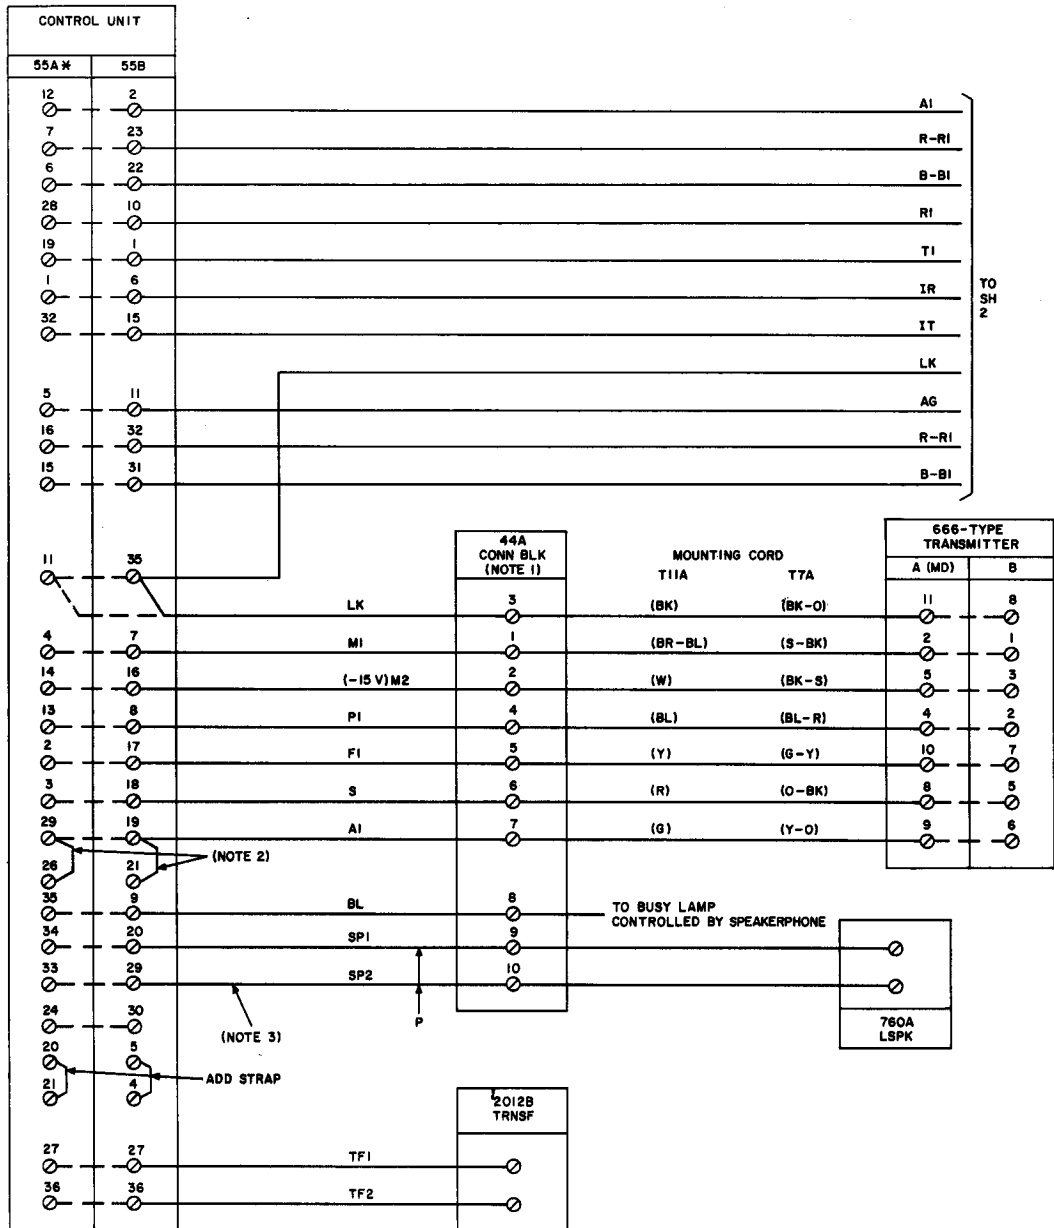 CONTROL UNIT
55A* 55B
12 2 A1
7 23 R-R1
6 22 B-B1
28 10 R1
19 1 T1
1 6 IR
32 15 IT
TO
SH
2
LK
5 11 AG
16 32 R-R1
15 31 B-B1
44A
CONN BLK
(NOTE 1)
MOUNTING CORD
T11A T7A
666-TYPE
TRANSMITTER
A (MD) B
11 35
LK 3 (BK) (BK-O) 11 8
4 7 M1 1 (BR-BL) (S-BK) 2 1
14 16 (-15 V) M2 2 (W) (BK-S) 5 3
13 8 P1 4 (BL) (BL-R) 4 2
2 17 F1 5 (Y) (G-Y) 10 7
3 18 S 6 (R) (O-BK) 8 5
29 19 A1 7 (G) (Y-O) 9 6
(NOTE 2)
26 21
35 9 BL 8 TO BUSY LAMP
CONTROLLED BY SPEAKERPHONE
34 20 SP1 9
33 29 SP2 10
(NOTE 3) P
24 30
760A
LSPK
20 5
ADD STRAP
21 4
2012B
TRNSF
27 27 TF1
36 36 TF2